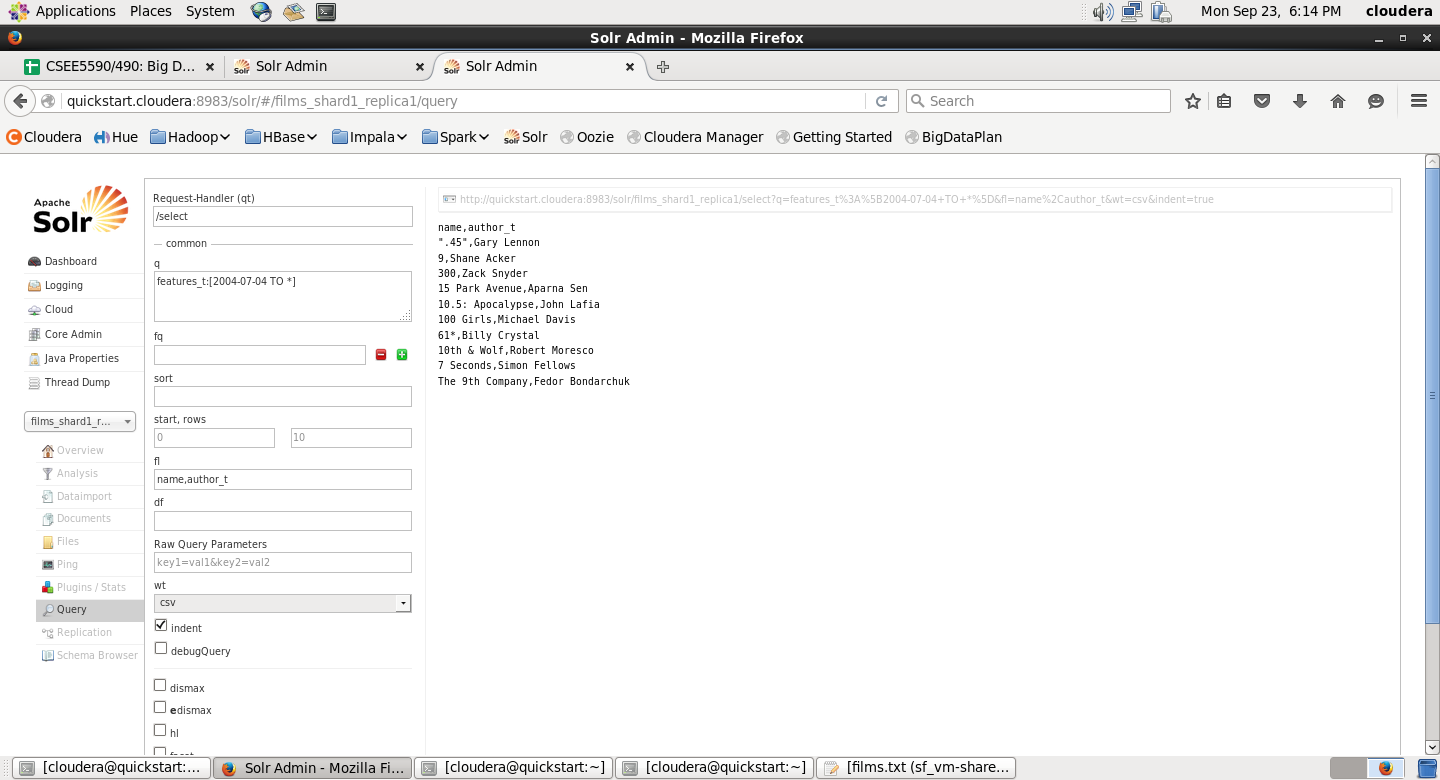 Applications Places System Mon Sep 23, 6:14 PM cloudera
Solr Admin - Mozilla Firefox
CSEE5590/490: Big D... Solr Admin Solr Admin
quickstart.cloudera:8983/solr/#/films_shard1_replica1/query Search
Cloudera Hue Hadoop HBase Impala Spark Solr Oozie Cloudera Manager Getting Started BigDataPlan
Apache
Solr
Dashboard
Logging
Cloud
Core Admin
Java Properties
Thread Dump
films_shard1_r...
Overview
Analysis
Dataimport
Documents
Files
Ping
Plugins / Stats
Query
Replication
Schema Browser
Request-Handler (qt)
/select
common
q
features_t:[2004-07-04 TO *]
fq
sort
start, rows
0 10
fl
name,author_t
df
Raw Query Parameters
key1=val1&key2=val2
wt
csv
indent
debugQuery
dismax
edismax
hl
facet
http://quickstart.cloudera:8983/solr/films_shard1_replica1/select?q=features_t%3A%5B2004-07-04+TO+*%5D&fl=name%2Cauthor_t&wt=csv&indent=true
name,author_t
".45",Gary Lennon
9,Shane Acker
300,Zack Snyder
15 Park Avenue,Aparna Sen
10.5: Apocalypse,John Lafia
100 Girls,Michael Davis
61*,Billy Crystal
10th & Wolf,Robert Moresco
7 Seconds,Simon Fellows
The 9th Company,Fedor Bondarchuk
[cloudera@quickstart:... Solr Admin - Mozilla Fi... [cloudera@quickstart:~] [cloudera@quickstart:~] [films.txt (sf_vm-share...